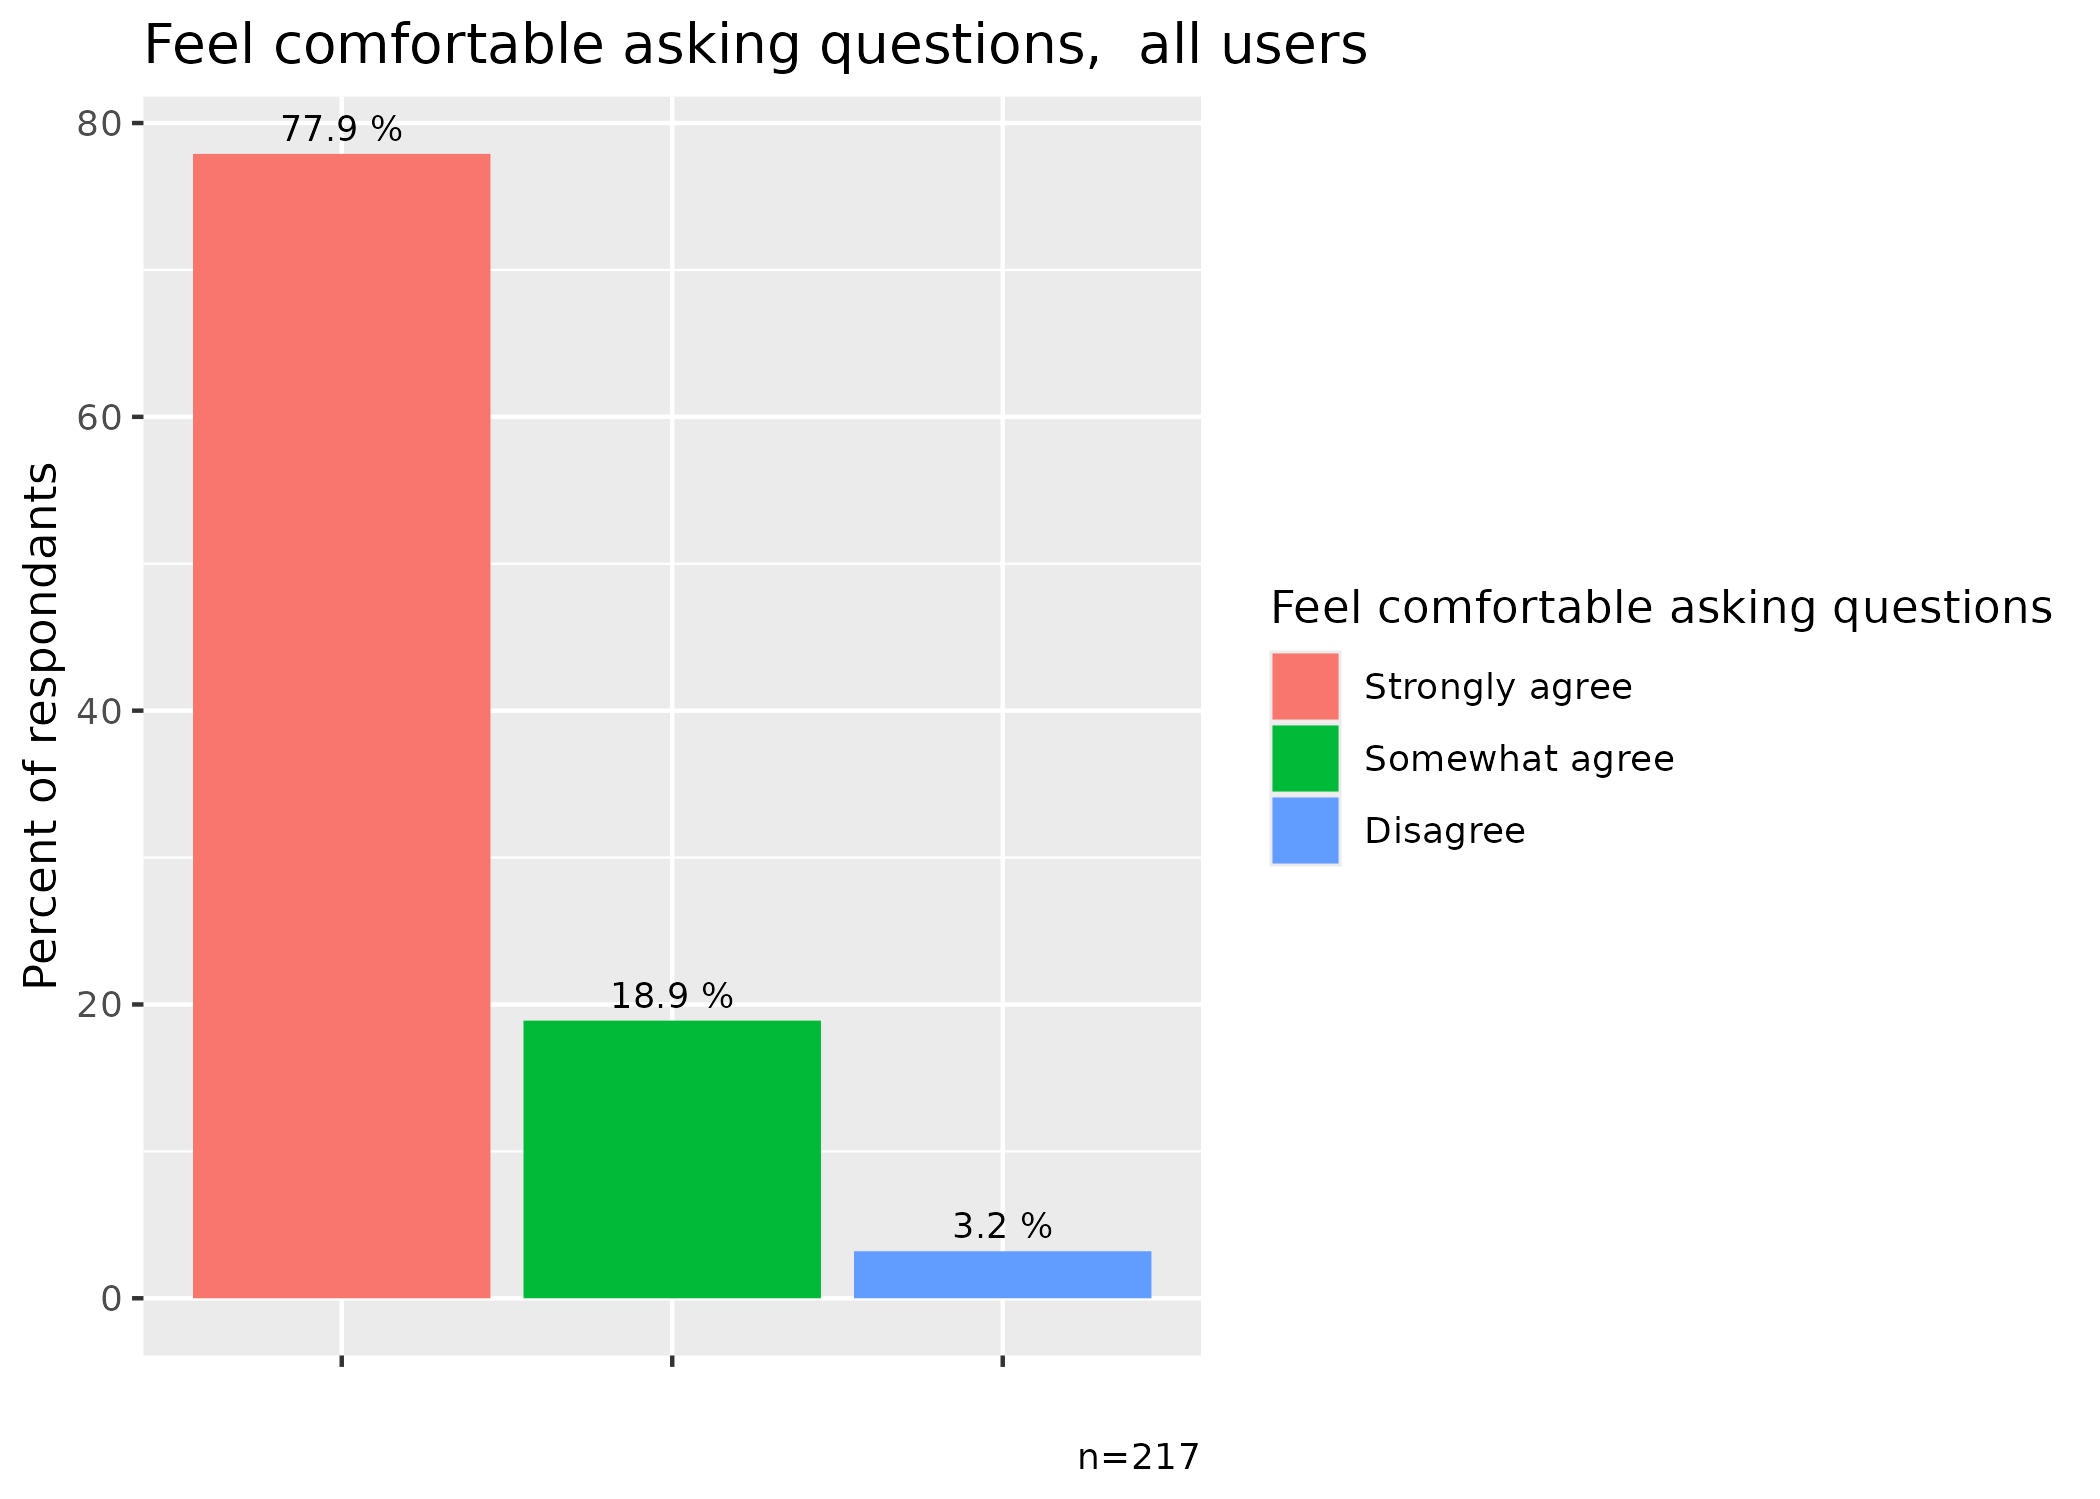 Feel comfortable asking questions,  all users
Percent of respondants
80
60
40
20
0
77.9 %
18.9 %
3.2 %
Feel comfortable asking questions
Strongly agree
Somewhat agree
Disagree
n=217